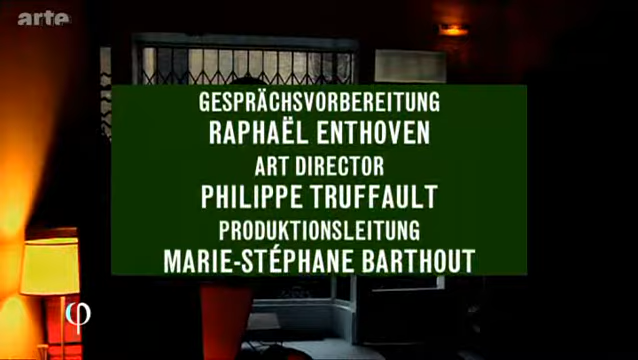 arte
GESPRÄCHSVORBEREITUNG
RAPHAËL ENTHOVEN
ART DIRECTOR
PHILIPPE TRUFFAULT
PRODUKTIONSLEITUNG
MARIE-STÉPHANE BARTHOUT
φ